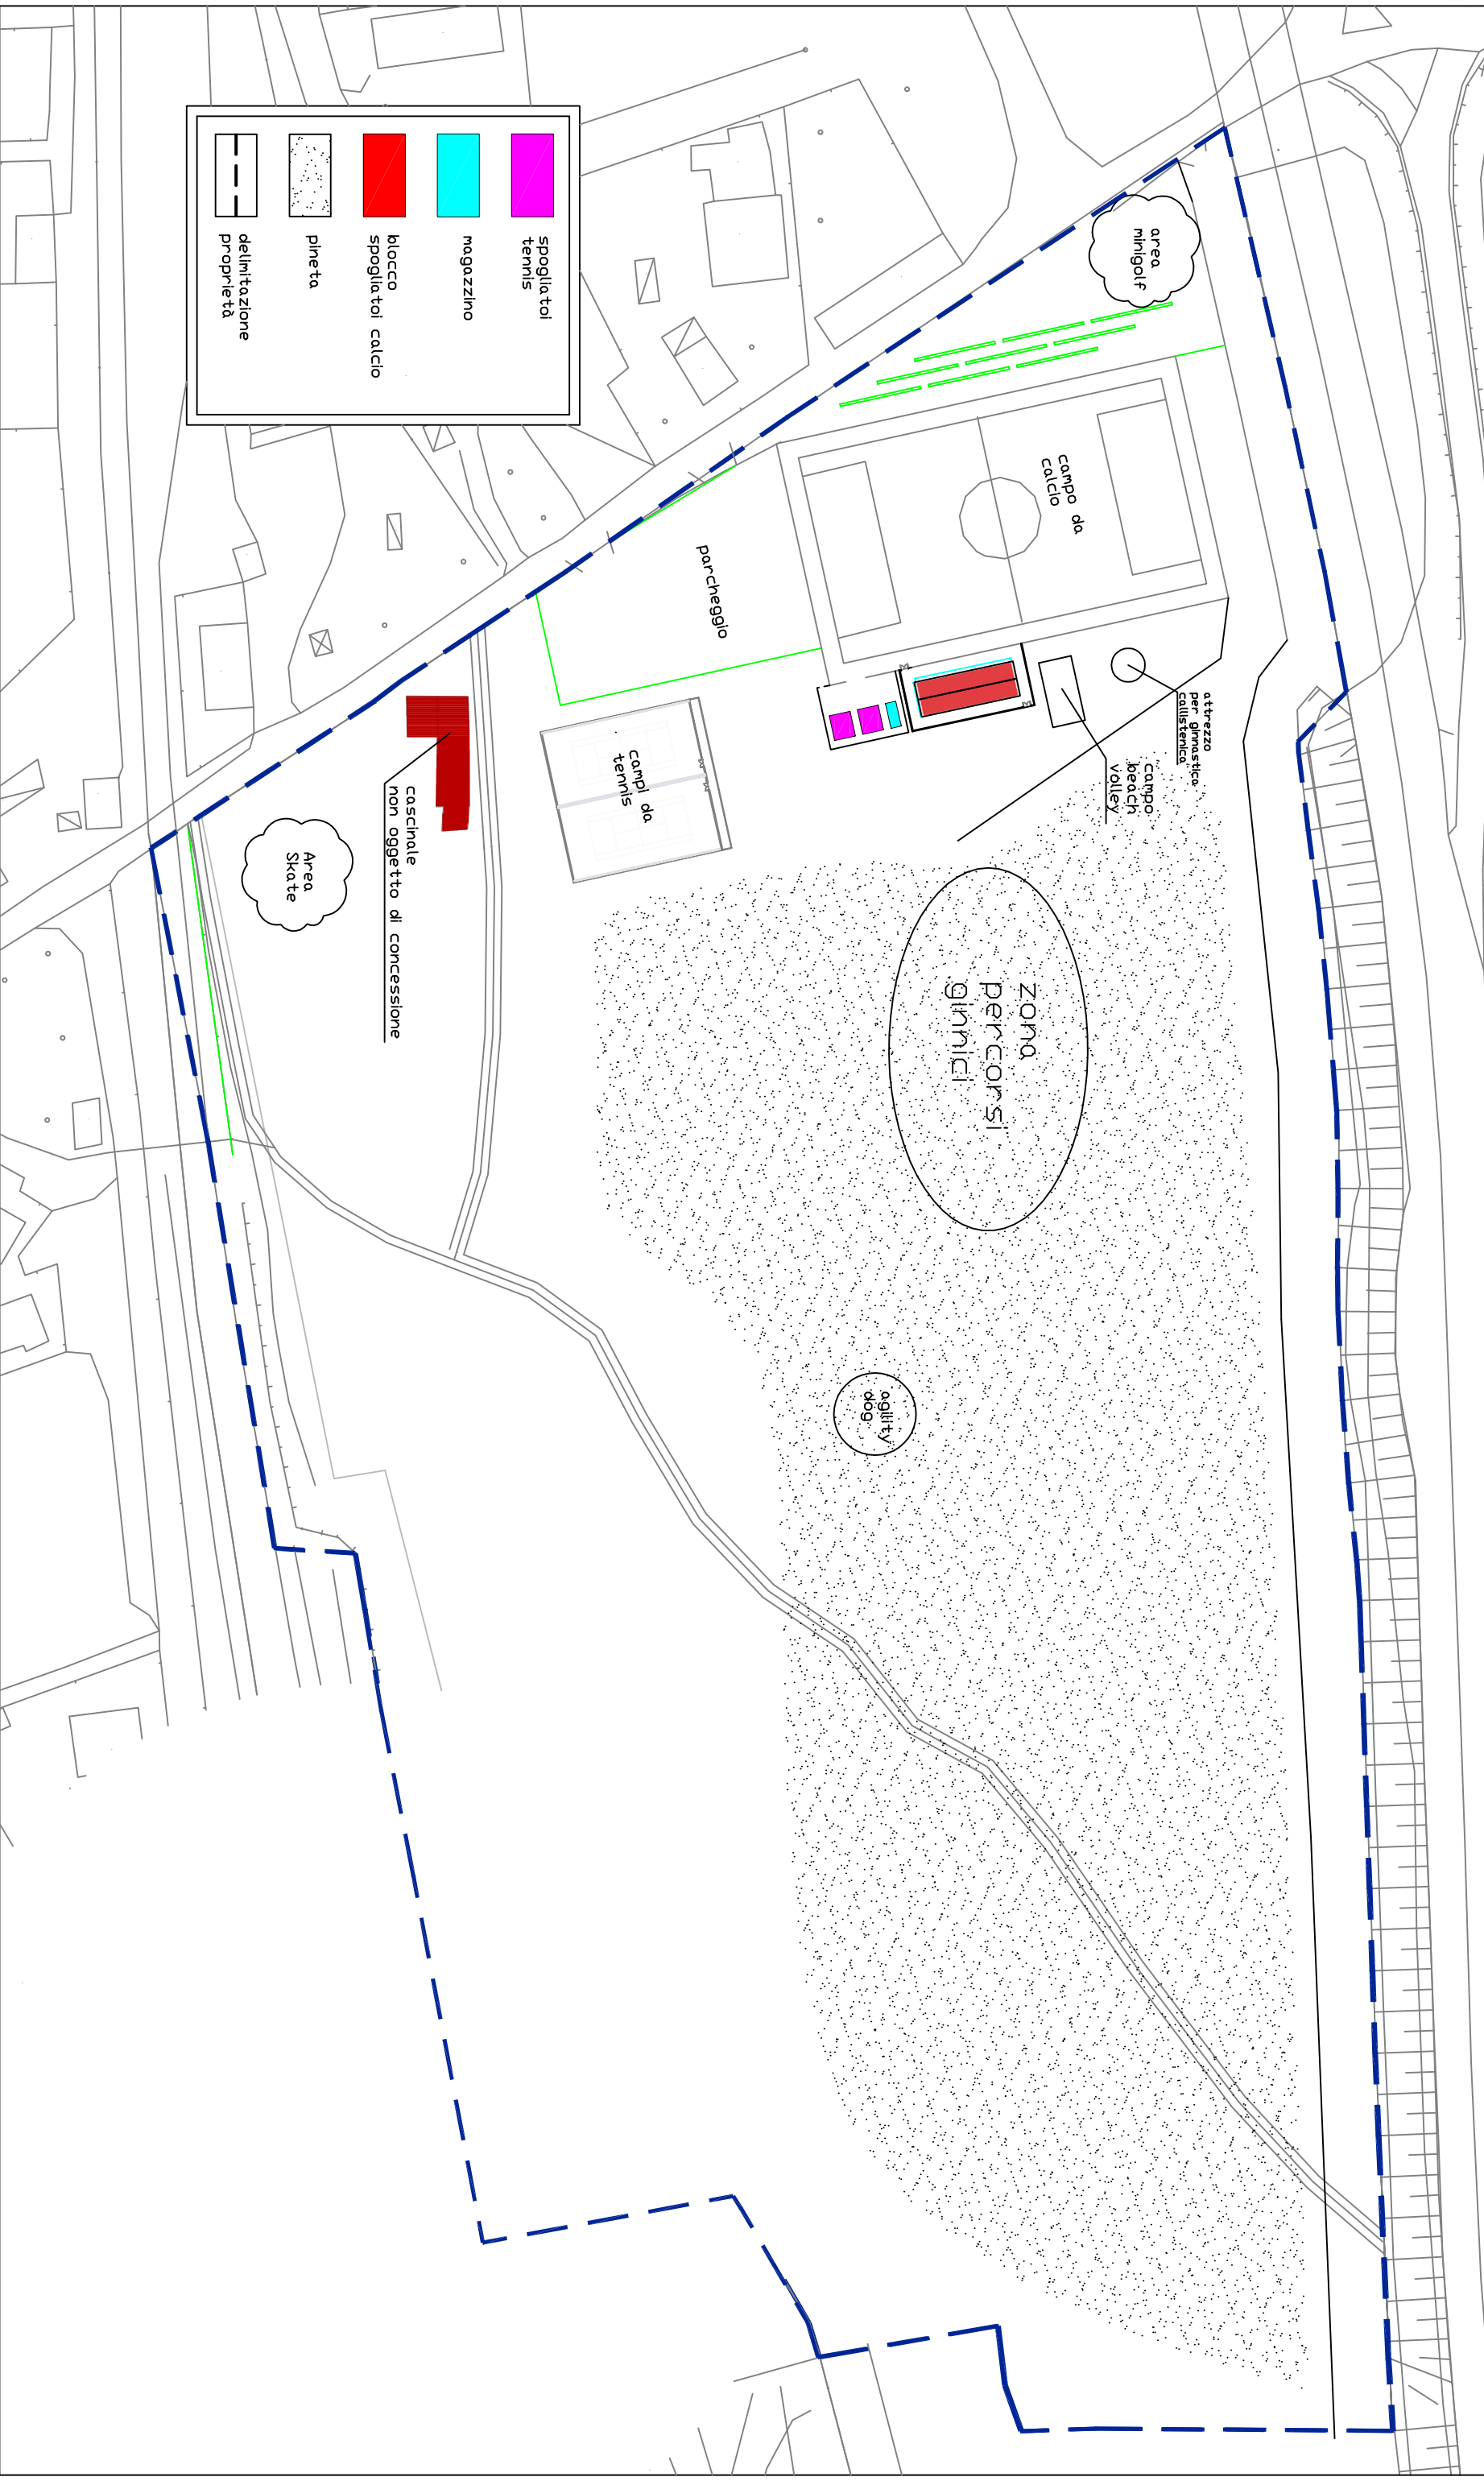 spogliatoi
tennis
magazzino
blocco
spogliatoi calcio
pineta
delimitazione
proprietà
area
minigolf
campo da
calcio
parcheggio
attrezzo
per ginnastica
callistenica
campo
beach
volley
campi da
tennis
cascinale
non oggetto di concessione
Area
Skate
zona
percorsi
ginnici
agility
dog